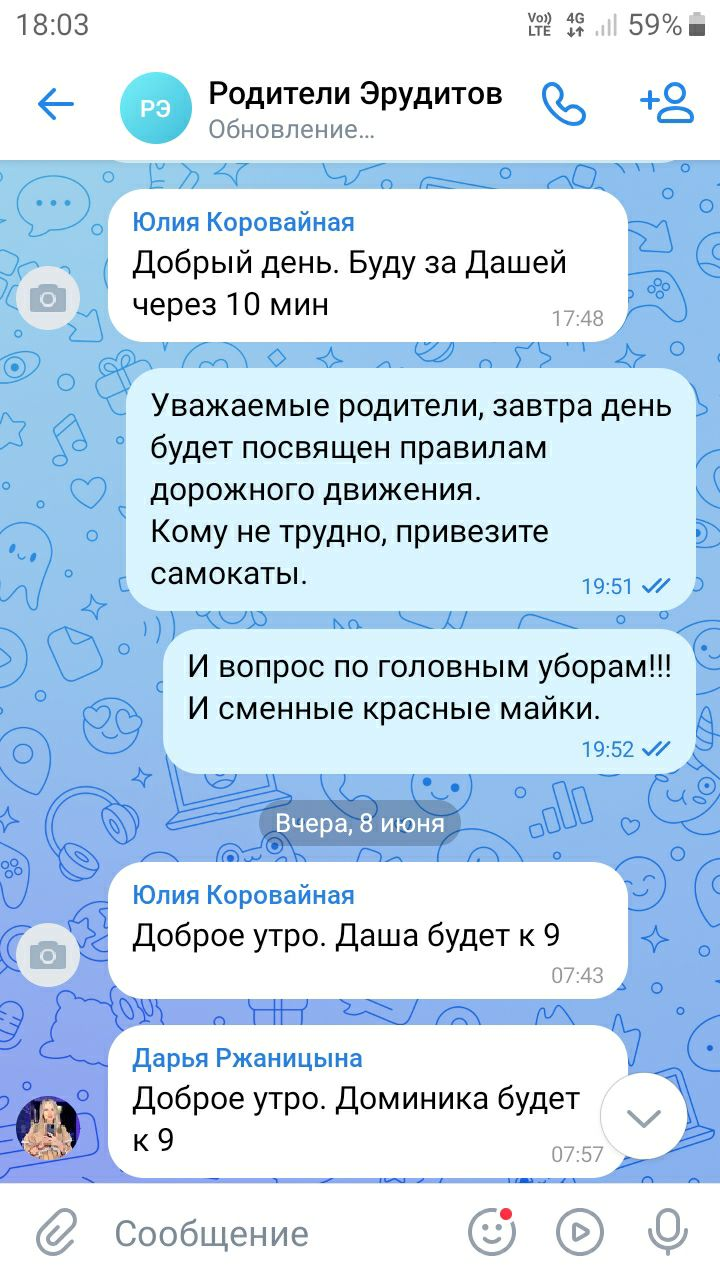 18:03
Vo)) LTE 4G 59%
РЭ
Родители Эрудитов
Обновление...
Юлия Коровайная
Добрый день. Буду за Дашей
через 10 мин
17:48
Уважаемые родители, завтра день
будет посвящен правилам
дорожного движения.
Кому не трудно, привезите
самокаты.
19:51
И вопрос по головным уборам!!!
И сменные красные майки.
19:52
Вчера, 8 июня
Юлия Коровайная
Доброе утро. Даша будет к 9
07:43
Дарья Ржаницына
Доброе утро. Доминика будет
к 9
07:57
Сообщение